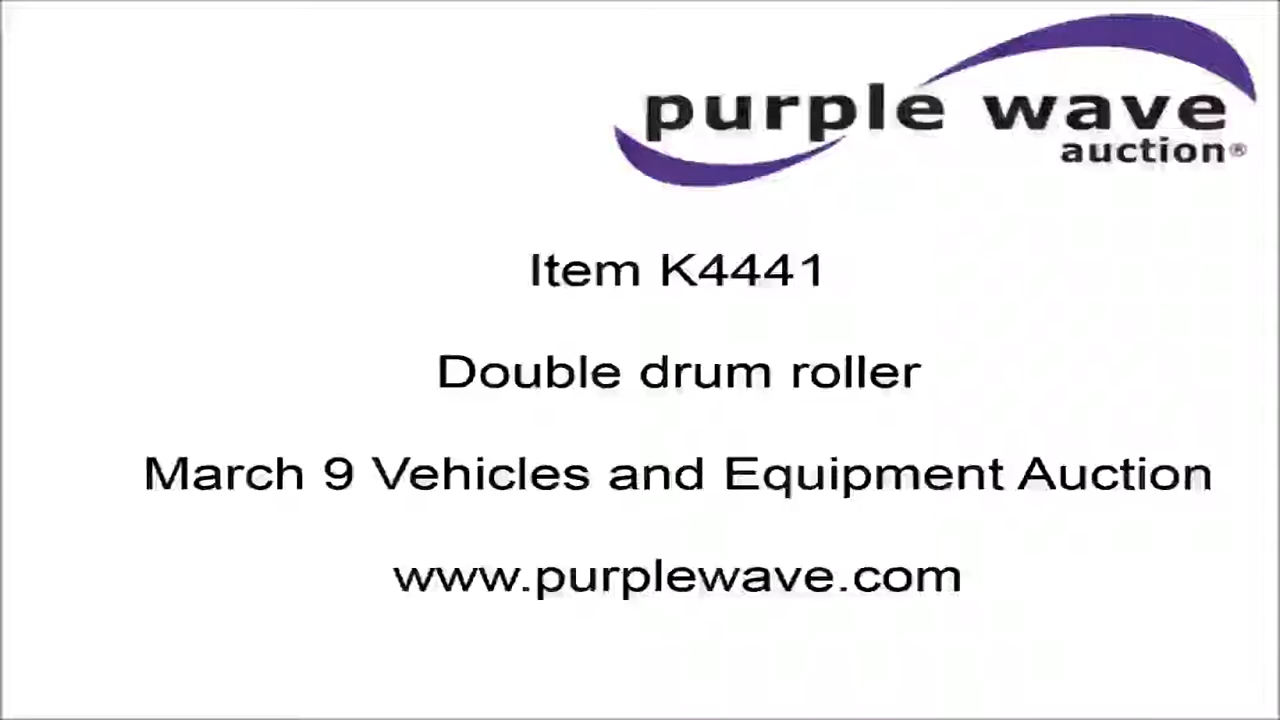 purple wave
auction®
Item K4441
Double drum roller
March 9 Vehicles and Equipment Auction
www.purplewave.com